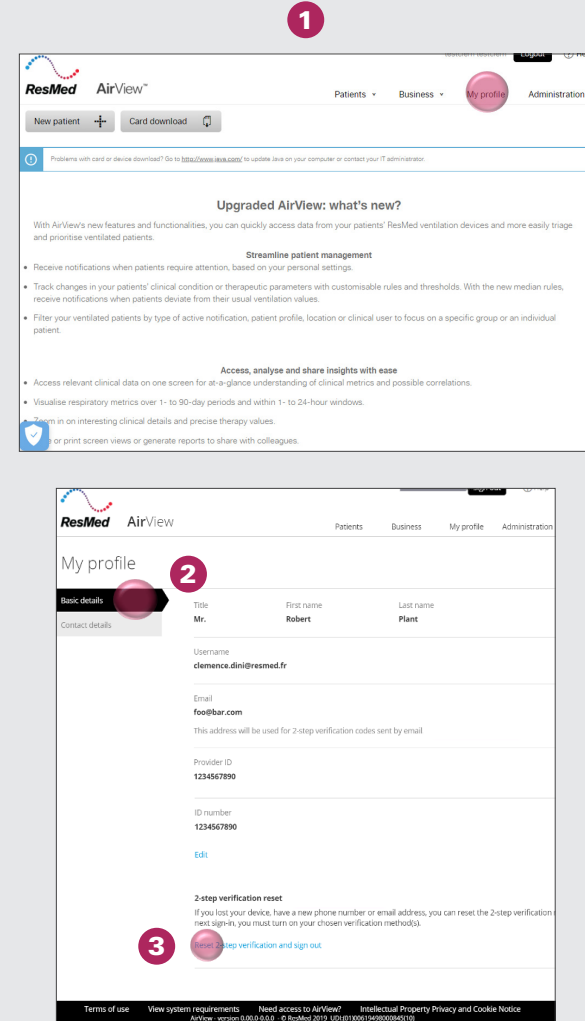 1
Logout
ResMed AirView™
Patients Business My profile Administration
New patient Card download
Problems with card or device download? Go to http://www.java.com/ to update Java on your computer or contact your IT administrator.
Upgraded AirView: what's new?
With AirView's new features and functionalities, you can quickly access data from your patients' ResMed ventilation devices and more easily triage
and prioritise ventilated patients.
Streamline patient management
• Receive notifications when patients require attention, based on your personal settings.
• Track changes in your patients' clinical condition or therapeutic parameters with customisable rules and thresholds. With the new median rules,
receive notifications when patients deviate from their usual ventilation values.
• Filter your ventilated patients by type of active notification, patient profile, location or clinical user to focus on a specific group or an individual
patient.
Access, analyse and share insights with ease
• Access relevant clinical data on one screen for at-a-glance understanding of clinical metrics and possible correlations.
• Visualise respiratory metrics over 1- to 90-day periods and within 1- to 24-hour windows.
• Zoom in on interesting clinical details and precise therapy values.
or print screen views or generate reports to share with colleagues.
ResMed AirView
Patients Business My profile Administration
My profile
2
Basic details
Contact details
Title First name Last name
Mr. Robert Plant
Username
clemence.dini@resmed.fr
Email
foo@bar.com
This address will be used for 2-step verification codes sent by email
Provider ID
1234567890
ID number
1234567890
Edit
2-step verification reset
If you lost your device, have a new phone number or email address, you can reset the 2-step verification
next sign-in, you must turn on your chosen verification method(s).
3
Reset 2-step verification and sign out
Terms of use View system requirements Need access to AirView? Intellectual Property Privacy and Cookie Notice
AirView - version 0.00.0-0.0.0 - © ResMed 2019 UDI:(01)00619498000845(10)